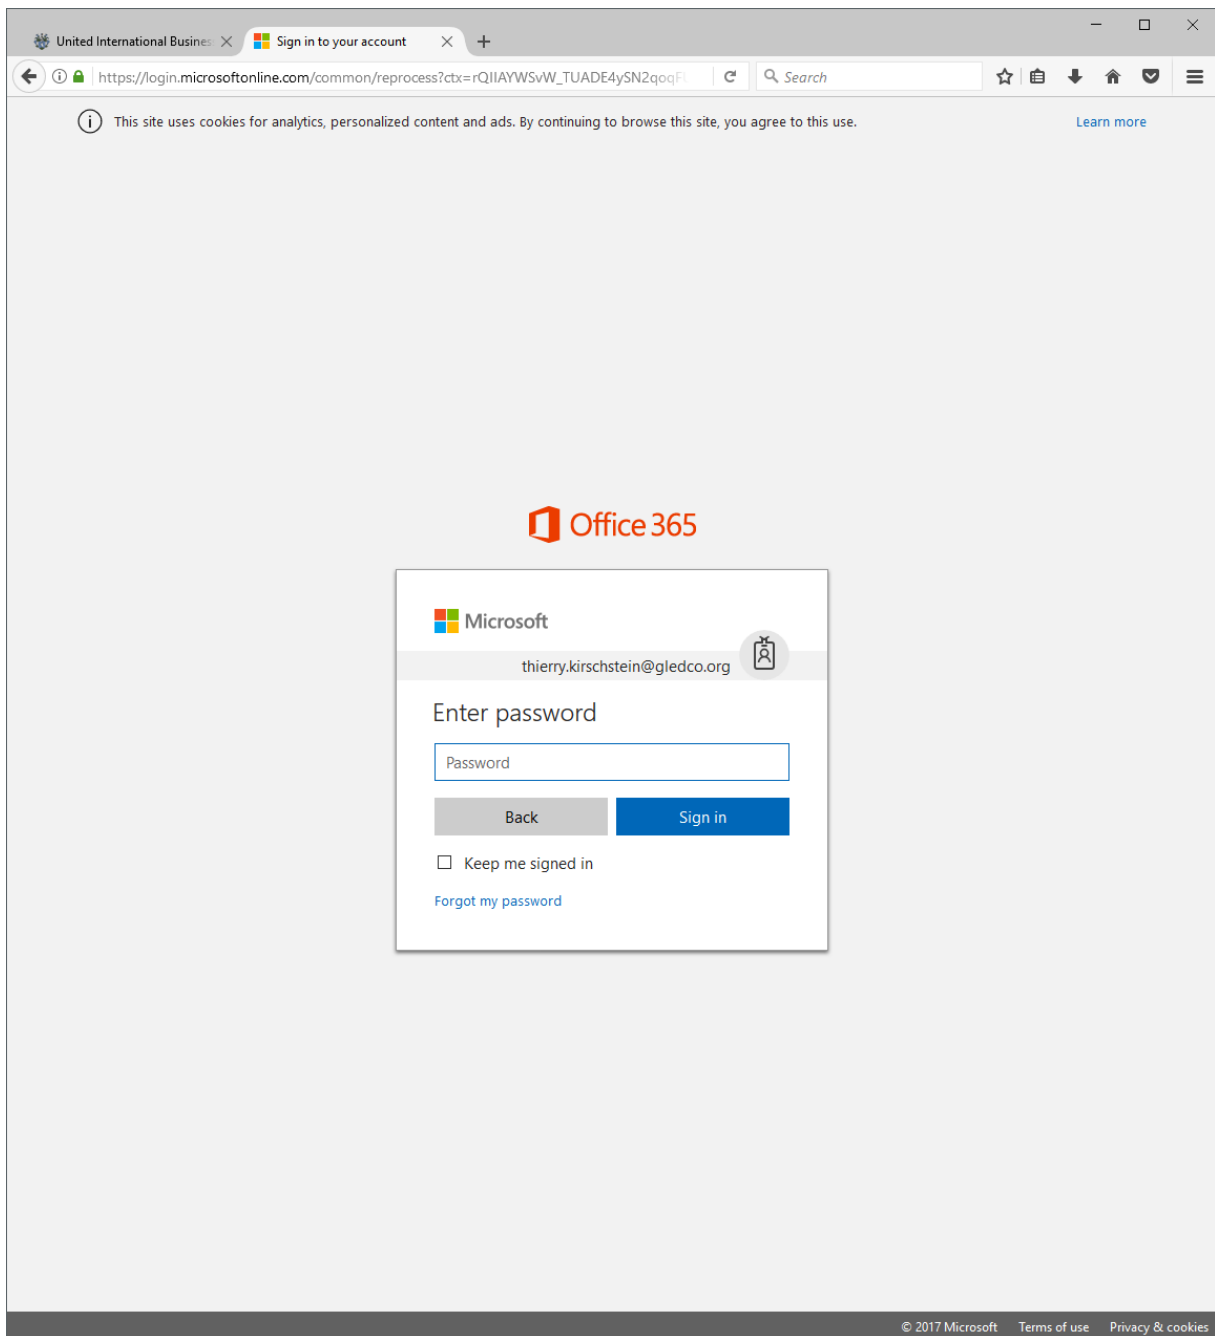 United International Busines
Sign in to your account
https://login.microsoftonline.com/common/reprocess?ctx=rQIIAYWSvW_TUADE4ySN2qoqF
Search
This site uses cookies for analytics, personalized content and ads. By continuing to browse this site, you agree to this use.
Learn more
Office 365
Microsoft
thierry.kirschstein@gledco.org
Enter password
Password
Back
Sign in
Keep me signed in
Forgot my password
© 2017 Microsoft Terms of use Privacy & cookies